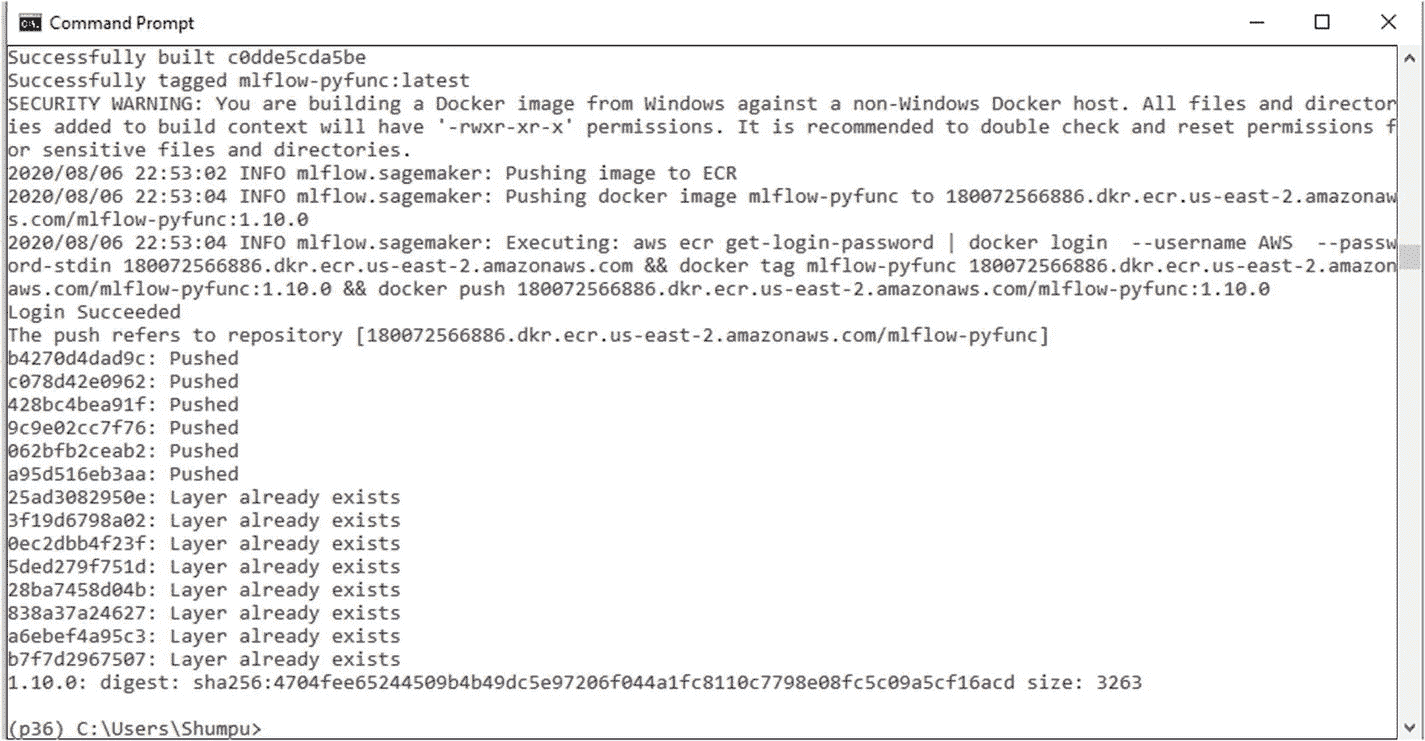 Command Prompt
Successfully built c0dde5cda5be
Successfully tagged mlflow-pyfunc:latest
SECURITY WARNING: You are building a Docker image from Windows against a non-Windows Docker host. All files and director
ies added to build context will have '-rwxr-xr-x' permissions. It is recommended to double check and reset permissions f
or sensitive files and directories.
2020/08/06 22:53:02 INFO mlflow.sagemaker: Pushing image to ECR
2020/08/06 22:53:04 INFO mlflow.sagemaker: Pushing docker image mlflow-pyfunc to 180072566886.dkr.ecr.us-east-2.amazonaw
s.com/mlflow-pyfunc:1.10.0
2020/08/06 22:53:04 INFO mlflow.sagemaker: Executing: aws ecr get-login-password | docker login  --username AWS  --passw
ord-stdin 180072566886.dkr.ecr.us-east-2.amazonaws.com && docker tag mlflow-pyfunc 180072566886.dkr.ecr.us-east-2.amazon
aws.com/mlflow-pyfunc:1.10.0 && docker push 180072566886.dkr.ecr.us-east-2.amazonaws.com/mlflow-pyfunc:1.10.0
Login Succeeded
The push refers to repository [180072566886.dkr.ecr.us-east-2.amazonaws.com/mlflow-pyfunc]
b4270d4dad9c: Pushed
c078d42e0962: Pushed
428bc4bea91f: Pushed
9c9e02cc7f76: Pushed
062bfb2ceab2: Pushed
a95d516eb3aa: Pushed
25ad3082950e: Layer already exists
3f19d6798a02: Layer already exists
0ec2dbb4f23f: Layer already exists
5ded279f751d: Layer already exists
28ba7458d04b: Layer already exists
838a37a24627: Layer already exists
a6ebef4a95c3: Layer already exists
b7f7d2967507: Layer already exists
1.10.0: digest: sha256:4704fee65244509b4b49dc5e97206f044a1fc8110c7798e08fc5c09a5cf16acd size: 3263
(p36) C:\Users\Shumpu>